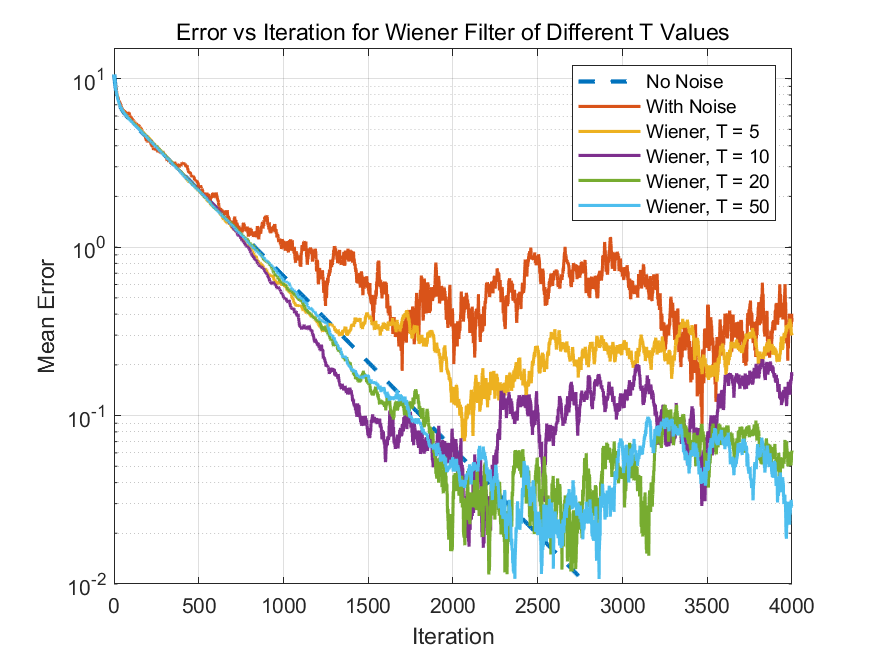 Error vs Iteration for Wiener Filter of Different T Values
No Noise
With Noise
Wiener, T = 5
Wiener, T = 10
Wiener, T = 20
Wiener, T = 50
10^1
10^0
10^-1
10^-2
Mean Error
0 500 1000 1500 2000 2500 3000 3500 4000
Iteration